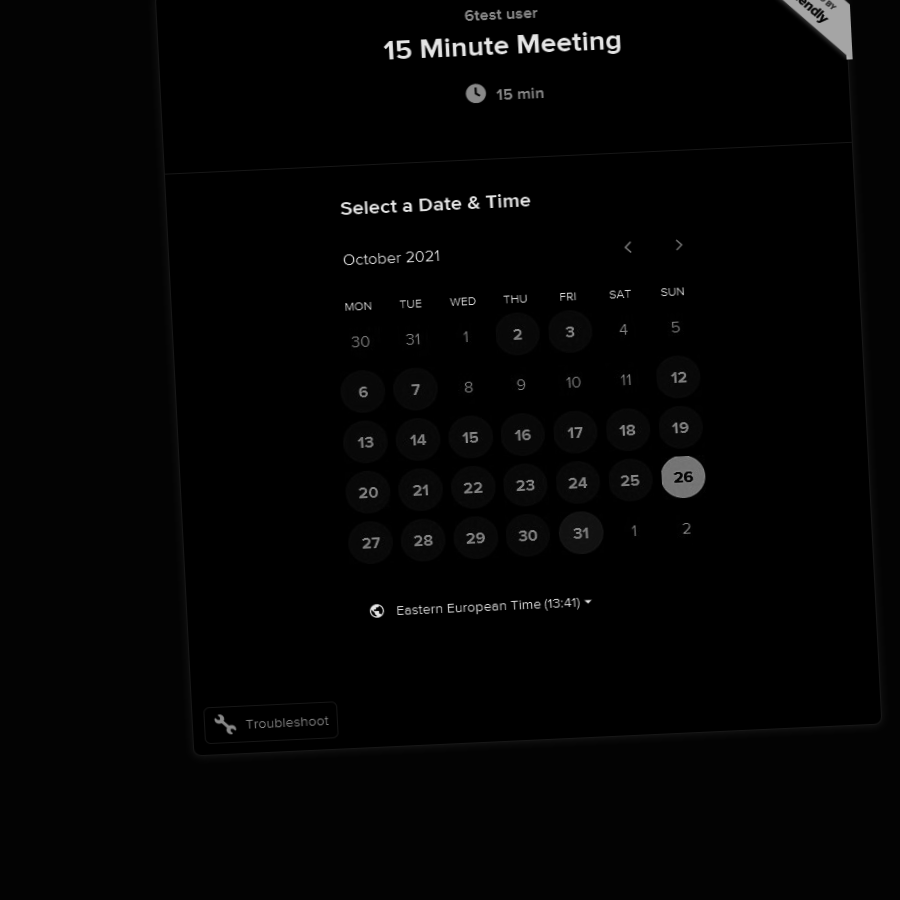 6test user
15 Minute Meeting
15 min
BY
endly
Select a Date & Time
October 2021
MON TUE WED THU FRI SAT SUN
30 31 1 2 3 4 5
6 7 8 9 10 11 12
13 14 15 16 17 18 19
20 21 22 23 24 25 26
27 28 29 30 31 1 2
Eastern European Time (13:41)
Troubleshoot